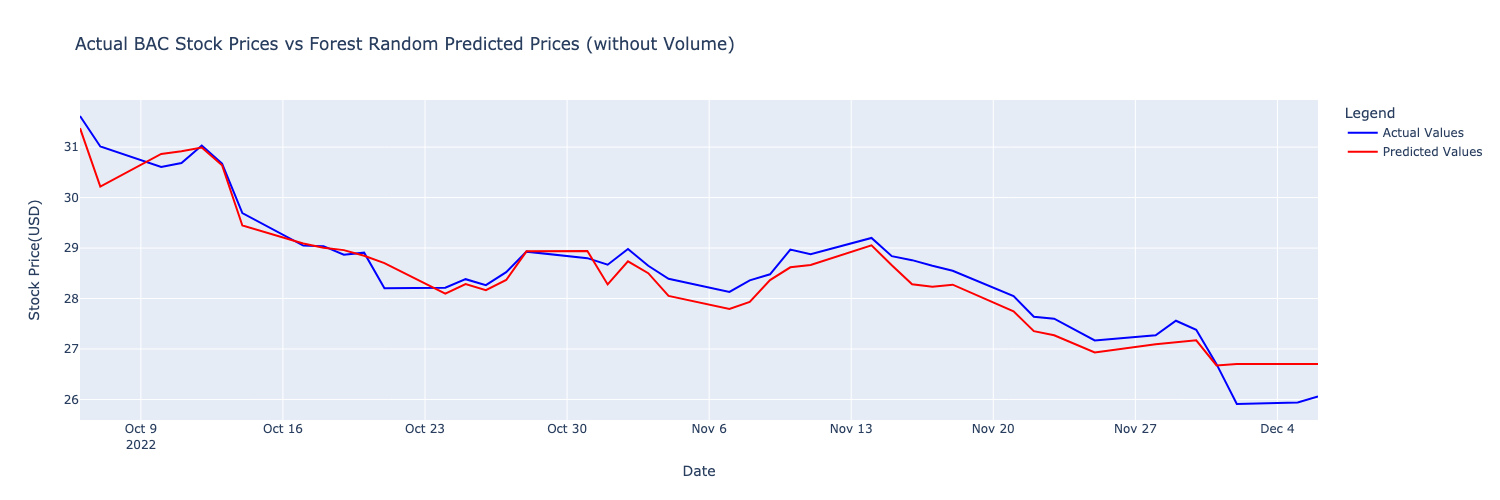 Actual BAC Stock Prices vs Forest Random Predicted Prices (without Volume)
Legend
Actual Values
Predicted Values
Stock Price(USD)
31
30
29
28
27
26
Oct 9
2022
Oct 16
Oct 23
Oct 30
Nov 6
Nov 13
Nov 20
Nov 27
Dec 4
Date